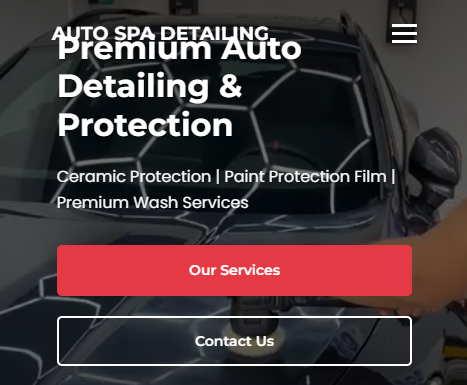 AUTO SPA DETAILING
Premium Auto
Detailing &
Protection
Ceramic Protection | Paint Protection Film |
Premium Wash Services
Our Services
Contact Us